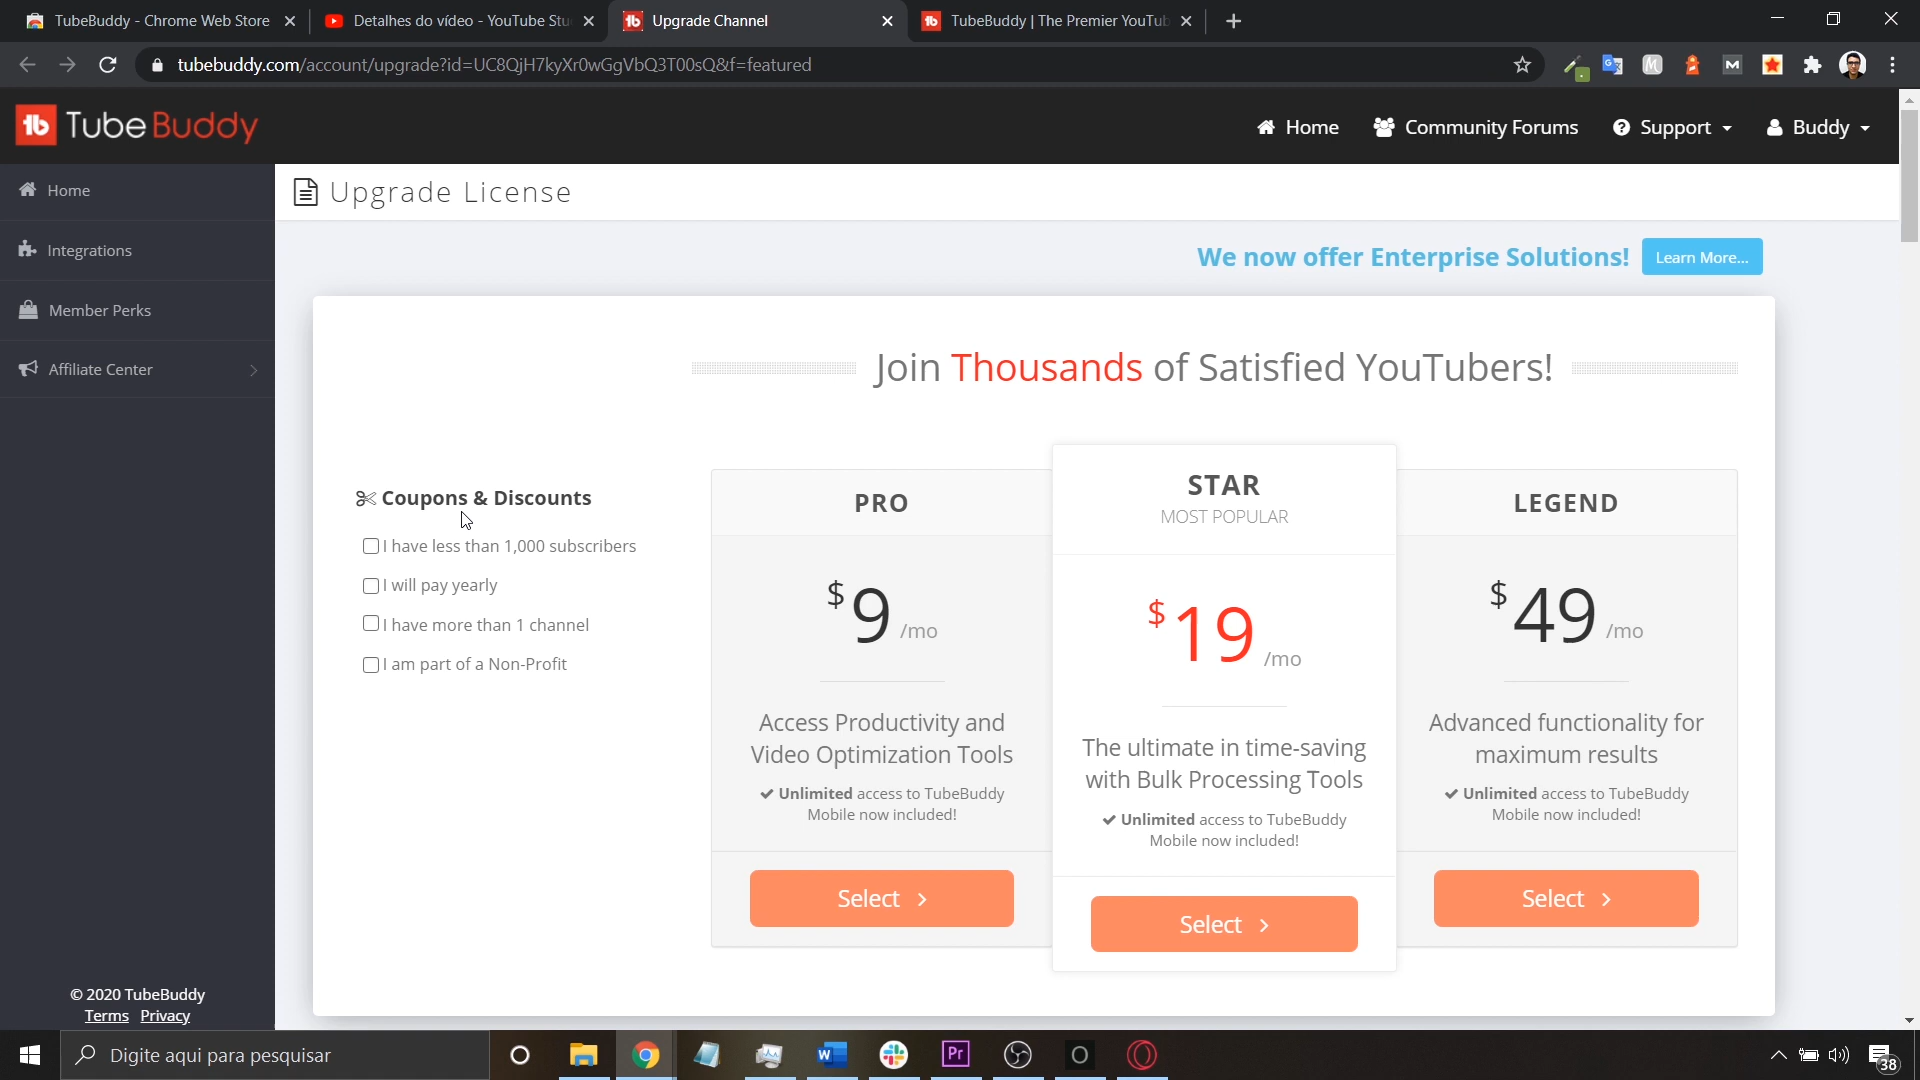 TubeBuddy - Chrome Web Store
Detalhes do vídeo - YouTube Stu
Upgrade Channel
TubeBuddy | The Premier YouTub
tubebuddy.com/account/upgrade?id=UC8QjH7kyXr0wGgVbQ3T00sQ&f=featured
TubeBuddy
Home
Community Forums
Support
Buddy
Home
Integrations
Member Perks
Affiliate Center
© 2020 TubeBuddy
Terms Privacy
Upgrade License
We now offer Enterprise Solutions!
Learn More...
Join Thousands of Satisfied YouTubers!
Coupons & Discounts
I have less than 1,000 subscribers
I will pay yearly
I have more than 1 channel
I am part of a Non-Profit
PRO
$9 /mo
Access Productivity and
Video Optimization Tools
✔ Unlimited access to TubeBuddy
Mobile now included!
Select >
STAR
MOST POPULAR
$19 /mo
The ultimate in time-saving
with Bulk Processing Tools
✔ Unlimited access to TubeBuddy
Mobile now included!
Select >
LEGEND
$49 /mo
Advanced functionality for
maximum results
✔ Unlimited access to TubeBuddy
Mobile now included!
Select >
Digite aqui para pesquisar
Pr
38